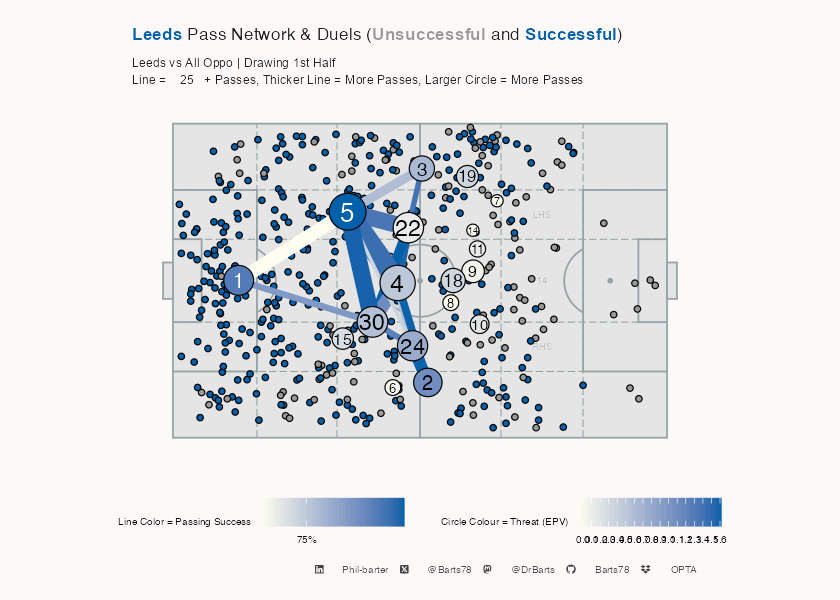 Leeds Pass Network & Duels (Unsuccessful and Successful)
Leeds vs All Oppo | Drawing 1st Half
Line = 25 + Passes, Thicker Line = More Passes, Larger Circle = More Passes
3
19
7
5
LHS
22
14
11
9
1
4
18
14
8
30
10
15
24
RHS
2
6
Line Color = Passing Success
75%
Circle Colour = Threat (EPV)
Phil-barter @Barts78 @DrBarts Barts78 OPTA